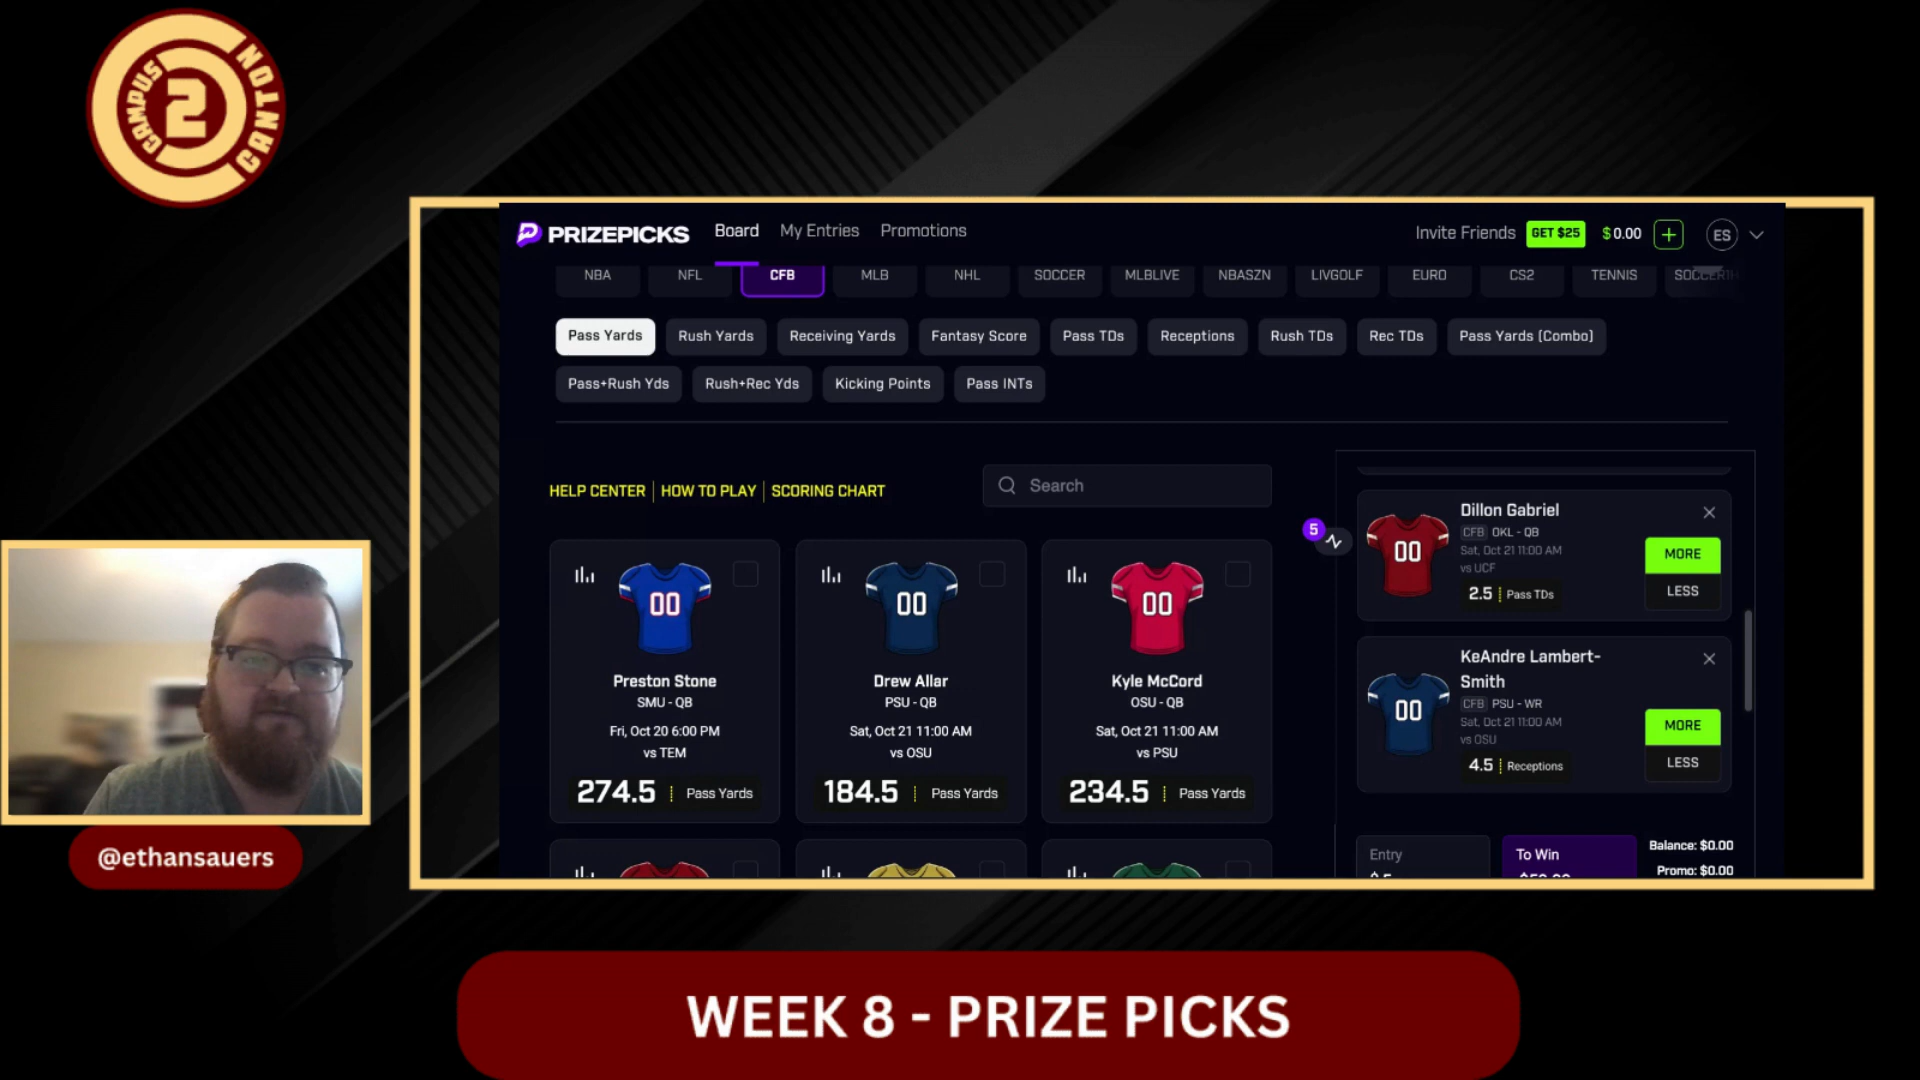 CAMPUS
2
CANTON
PRIZEPICKS
Board
My Entries
Promotions
Invite Friends
GET $25
$0.00
ES
NBA
NFL
CFB
MLB
NHL
SOCCER
MLBLIVE
NBASZN
LIVGOLF
EURO
CS2
TENNIS
SOCCER1H
Pass Yards
Rush Yards
Receiving Yards
Fantasy Score
Pass TDs
Receptions
Rush TDs
Rec TDs
Pass Yards (Combo)
Pass+Rush Yds
Rush+Rec Yds
Kicking Points
Pass INTs
HELP CENTER
HOW TO PLAY
SCORING CHART
Search
5
00
Preston Stone
SMU - QB
Fri, Oct 20 6:00 PM
vs TEM
274.5
Pass Yards
00
Drew Allar
PSU - QB
Sat, Oct 21 11:00 AM
vs OSU
184.5
Pass Yards
00
Kyle McCord
OSU - QB
Sat, Oct 21 11:00 AM
vs PSU
234.5
Pass Yards
00
Dillon Gabriel
CFB OKL - QB
Sat, Oct 21 11:00 AM
vs UCF
2.5
Pass TDs
MORE
LESS
00
KeAndre Lambert-
Smith
CFB PSU - WR
Sat, Oct 21 11:00 AM
vs OSU
4.5
Receptions
MORE
LESS
Entry
To Win
Balance: $0.00
Promo: $0.00
@ethansauers
WEEK 8 - PRIZE PICKS